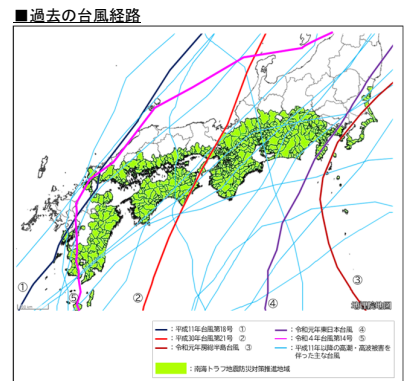 ■過去の台風経路
①
⑤
②
④
③
地理院地図
：平成11年台風第18号 ①
：平成30年台風第21号 ②
：令和元年房総半島台風 ③
：令和元年東日本台風 ④
：令和４年台風第14号 ⑤
：平成11年以降の高潮・高波被害を
伴った主な台風
：南海トラフ地震防災対策推進地域